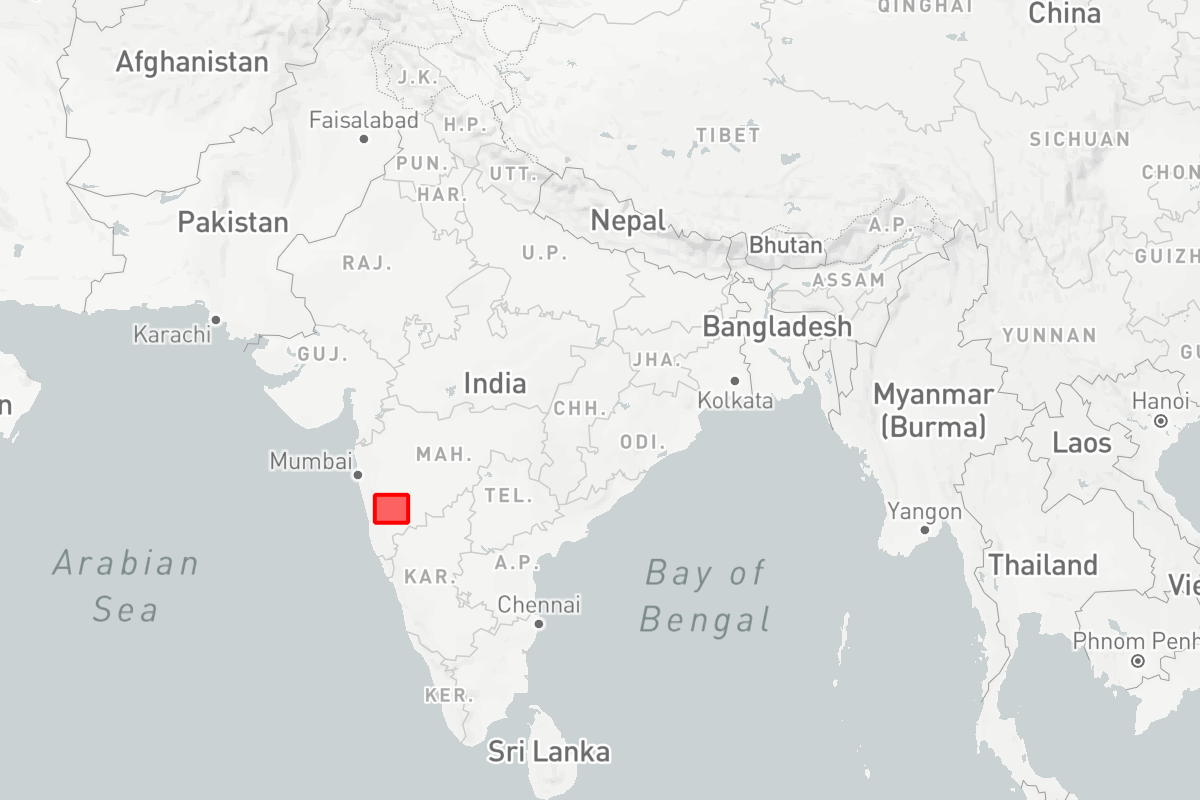 QINGHAI
China
Afghanistan
J.K.
Faisalabad
H.P.
TIBET
SICHUAN
PUN.
UTT.
CHON
HAR.
Pakistan
Nepal
A.P.
Bhutan
U.P.
RAJ.
GUIZH
ASSAM
Karachi
Bangladesh
YUNNAN
GUJ.
JHA.
GU
India
Kolkata
Myanmar
(Burma)
Hanoi
n
CHH.
ODI.
Laos
MAH.
Mumbai
TEL.
Yangon
Arabian
Sea
A.P.
KAR.
Bay of
Bengal
Thailand
Vie
Chennai
Phnom Penh
KER.
Sri Lanka